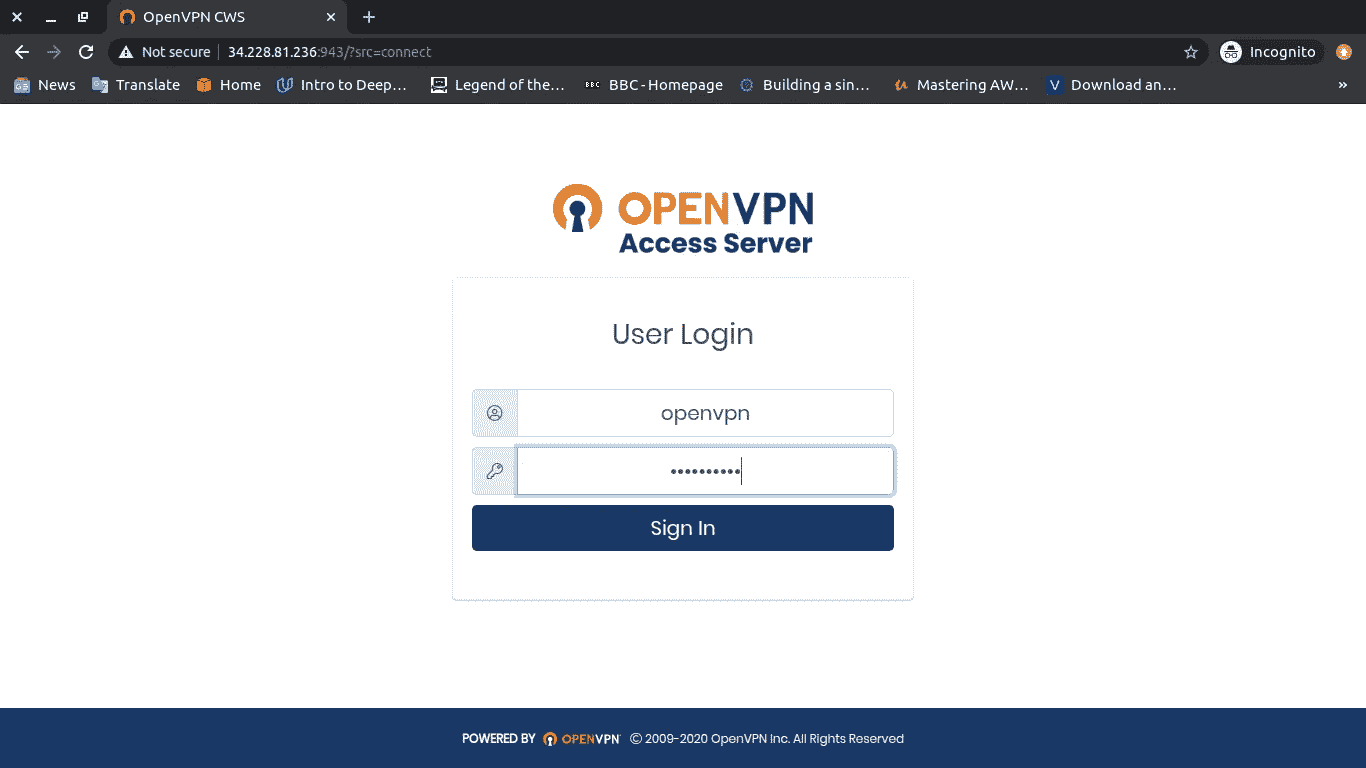 OpenVPN CWS
Not secure 34.228.81.236:943/?src=connect Incognito
News Translate Home Intro to Deep... Legend of the... BBC BBC - Homepage Building a sin... Mastering AW... V Download an... »
OPENVPN
Access Server
User Login
openvpn
••••••••••
Sign In
POWERED BY OPENVPN © 2009-2020 OpenVPN Inc. All Rights Reserved